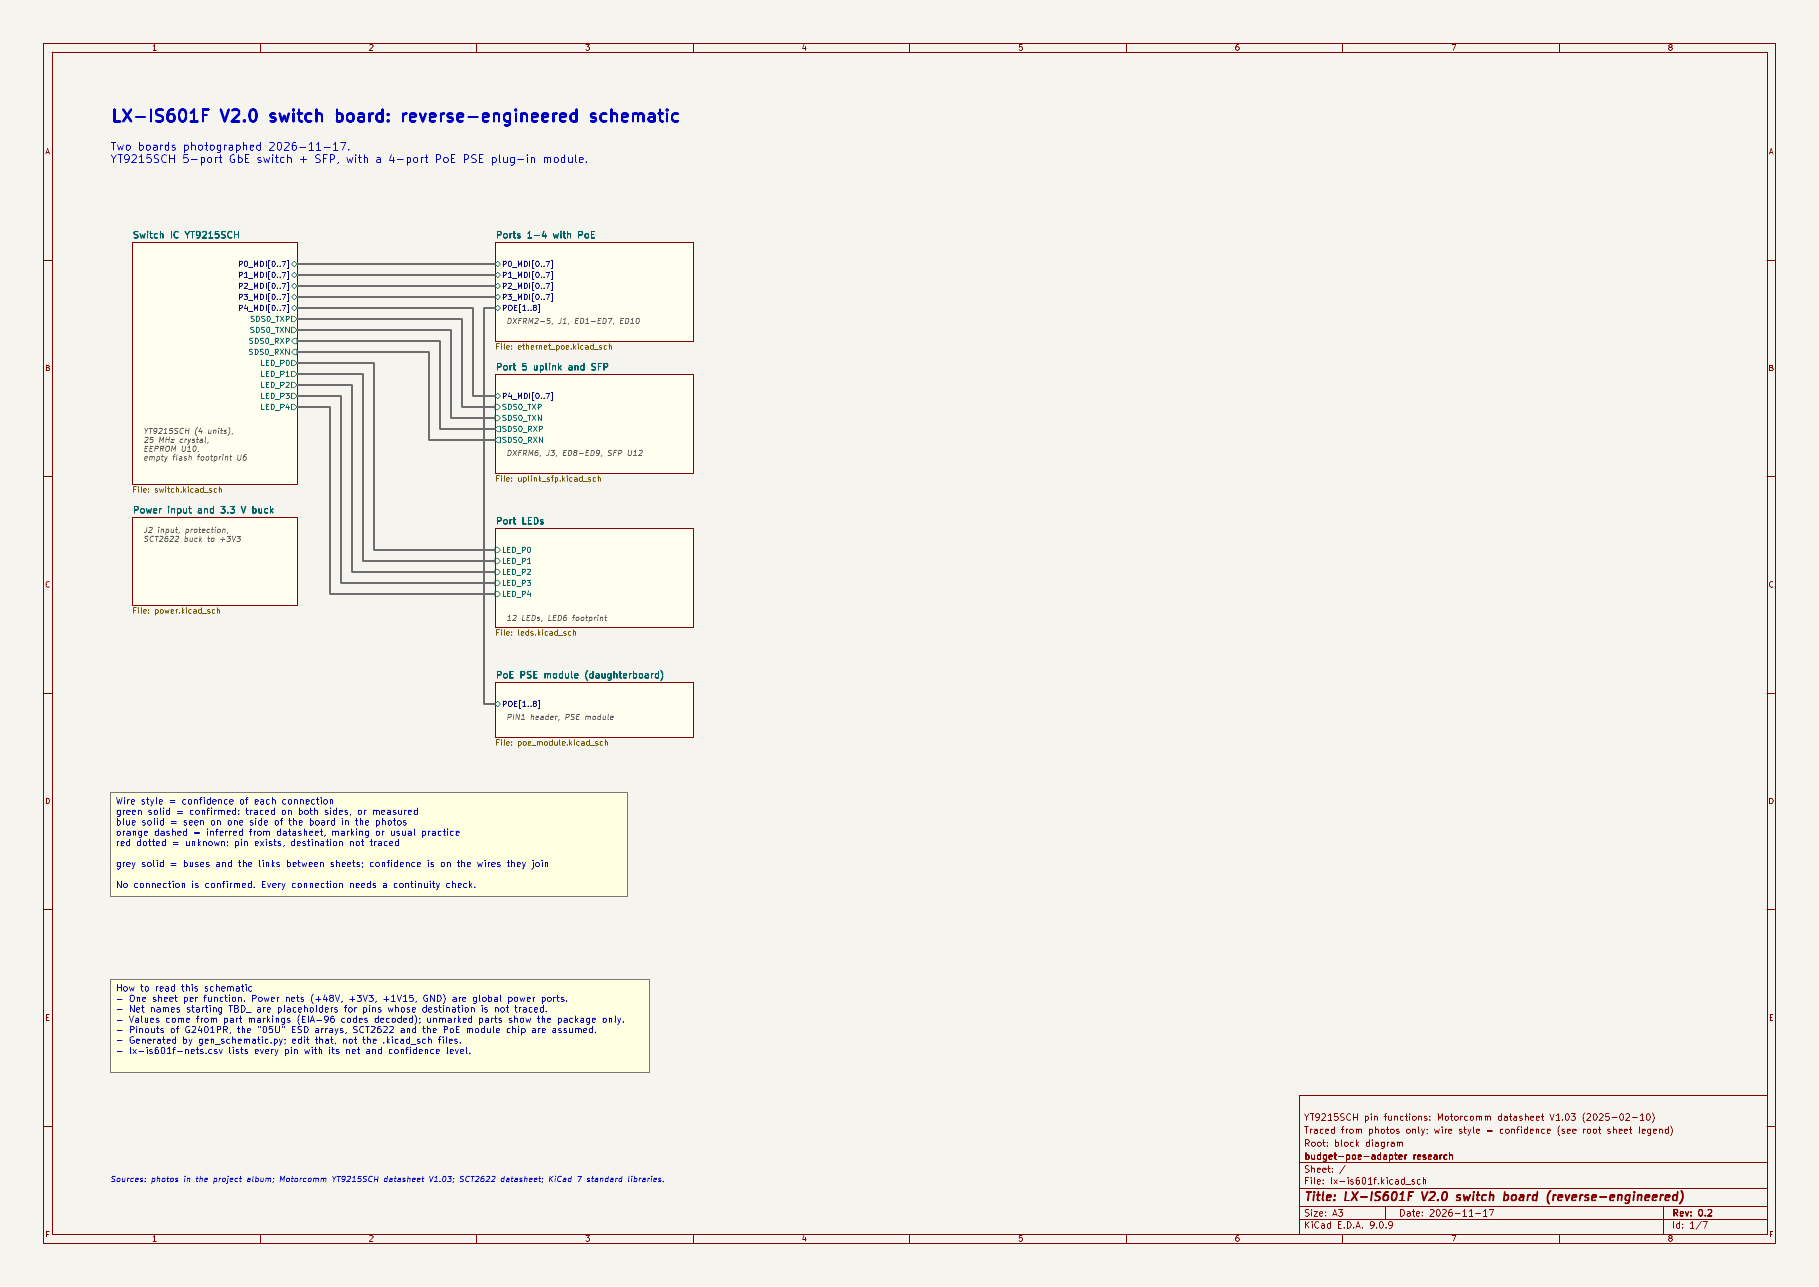 1 2 3 4 5 6 7 8
A A
B B
C C
D D
E E
F F
LX-IS601F V2.0 switch board: reverse-engineered schematic
Two boards photographed 2026-11-17.
YT9215SCH 5-port GbE switch + SFP, with a 4-port PoE PSE plug-in module.
Switch IC YT9215SCH
P0_MDI[0..7]
P1_MDI[0..7]
P2_MDI[0..7]
P3_MDI[0..7]
P4_MDI[0..7]
SDS0_TXP
SDS0_TXN
SDS0_RXP
SDS0_RXN
LED_P0
LED_P1
LED_P2
LED_P3
LED_P4
YT9215SCH (4 units),
25 MHz crystal,
EEPROM U10,
empty flash footprint U6
File: switch.kicad_sch
Power input and 3.3 V buck
J2 input, protection,
SCT2622 buck to +3V3
File: power.kicad_sch
Ports 1-4 with PoE
P0_MDI[0..7]
P1_MDI[0..7]
P2_MDI[0..7]
P3_MDI[0..7]
POE[1..8]
DXFRM2-5, J1, ED1-ED7, ED10
File: ethernet_poe.kicad_sch
Port 5 uplink and SFP
P4_MDI[0..7]
SDS0_TXP
SDS0_TXN
SDS0_RXP
SDS0_RXN
DXFRM6, J3, ED8-ED9, SFP U12
File: uplink_sfp.kicad_sch
Port LEDs
LED_P0
LED_P1
LED_P2
LED_P3
LED_P4
12 LEDs, LED6 footprint
File: leds.kicad_sch
PoE PSE module (daughterboard)
POE[1..8]
PIN1 header, PSE module
File: poe_module.kicad_sch
Wire style = confidence of each connection
green solid = confirmed: traced on both sides, or measured
blue solid = seen on one side of the board in the photos
orange dashed = inferred from datasheet, marking or usual practice
red dotted = unknown: pin exists, destination not traced
grey solid = buses and the links between sheets; confidence is on the wires they join
No connection is confirmed. Every connection needs a continuity check.
How to read this schematic
- One sheet per function. Power nets (+48V, +3V3, +1V15, GND) are global power ports.
- Net names starting TBD_ are placeholders for pins whose destination is not traced.
- Values come from part markings (EIA-96 codes decoded); unmarked parts show the package only.
- Pinouts of G2401PR, the "05U" ESD arrays, SCT2622 and the PoE module chip are assumed.
- Generated by gen_schematic.py; edit that, not the .kicad_sch files.
- lx-is601f-nets.csv lists every pin with its net and confidence level.
Sources: photos in the project album; Motorcomm YT9215SCH datasheet V1.03; SCT2622 datasheet; KiCad 7 standard libraries.
YT9215SCH pin functions: Motorcomm datasheet V1.03 (2025-02-10)
Traced from photos only; wire style = confidence (see root sheet legend)
Root: block diagram
budget-poe-adapter research
Sheet: /
File: lx-is601f.kicad_sch
Title: LX-IS601F V2.0 switch board (reverse-engineered)
Size: A3 Date: 2026-11-17 Rev: 0.2
KiCad E.D.A. 9.0.9 Id: 1/7
1 2 3 4 5 6 7 8